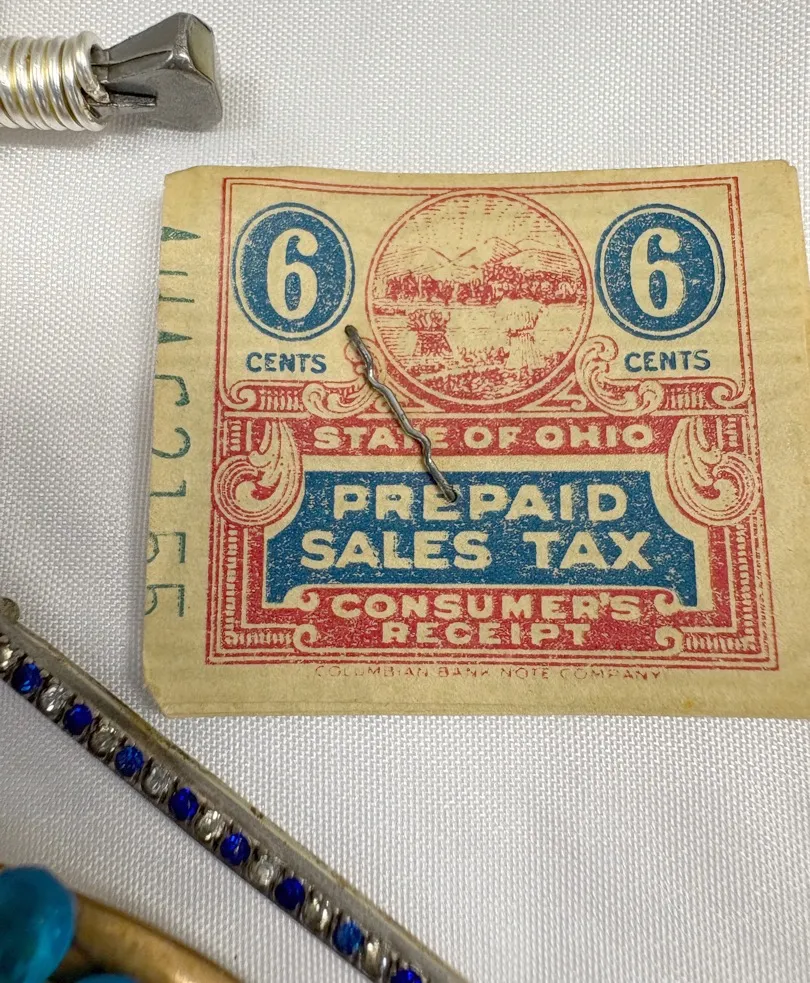 6 6
CENTS CENTS
STATE OF OHIO
PREPAID
SALES TAX
CONSUMER'S
RECEIPT
COLUMBIAN BANK NOTE COMPANY